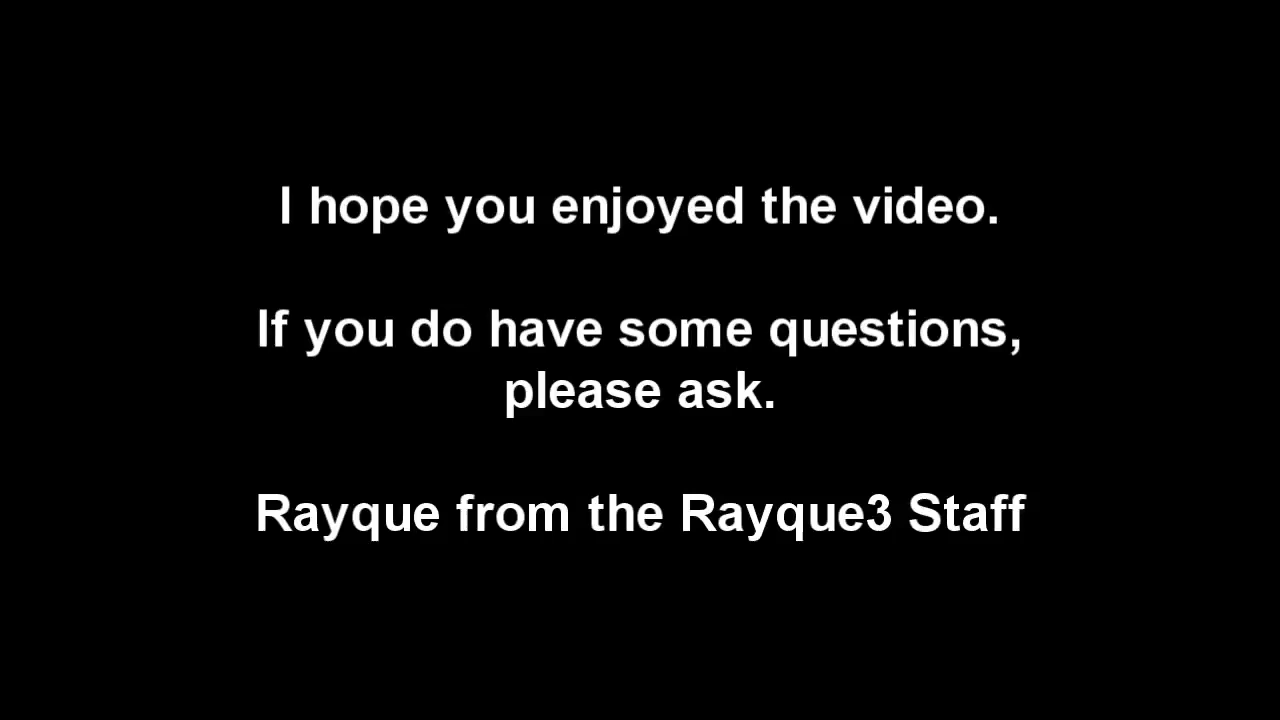 I hope you enjoyed the video.
If you do have some questions,
please ask.
Rayque from the Rayque3 Staff